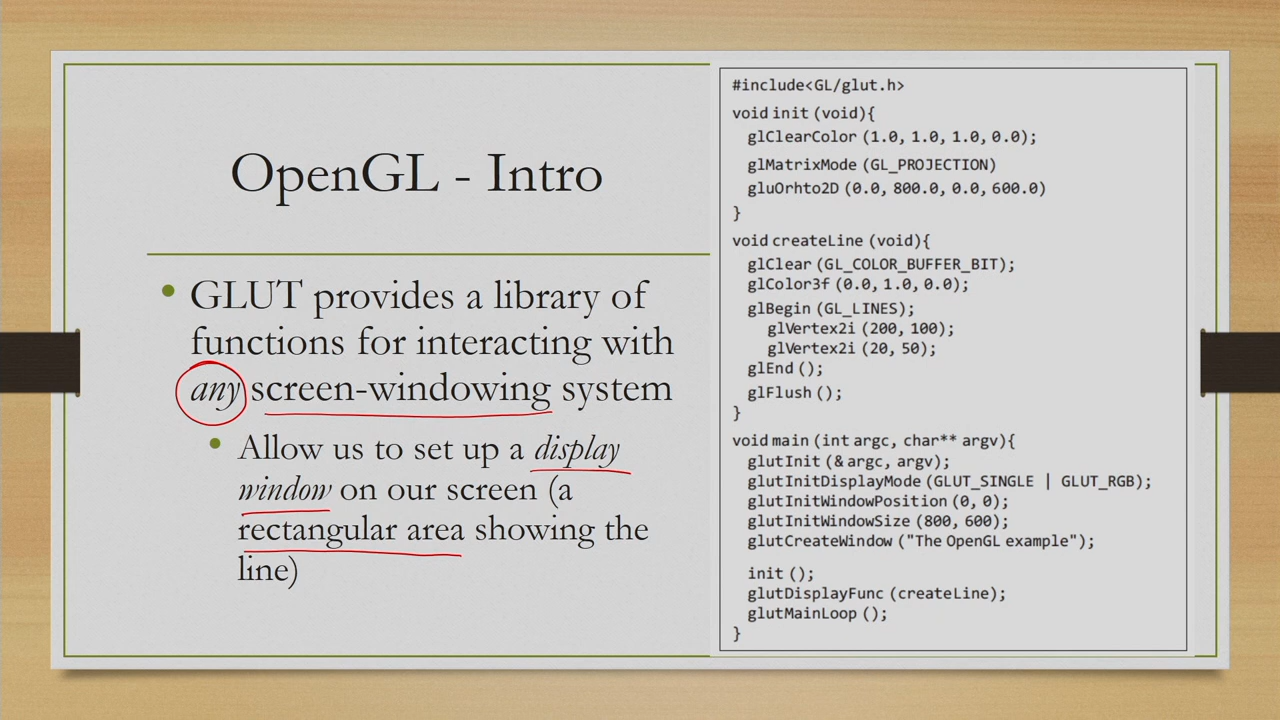 OpenGL - Intro
• GLUT provides a library of
functions for interacting with
any screen-windowing system
• Allow us to set up a display
window on our screen (a
rectangular area showing the
line)
#include<GL/glut.h>
void init (void){
glClearColor (1.0, 1.0, 1.0, 0.0);
glMatrixMode (GL_PROJECTION)
gluOrhto2D (0.0, 800.0, 0.0, 600.0)
}
void createLine (void){
glClear (GL_COLOR_BUFFER_BIT);
glColor3f (0.0, 1.0, 0.0);
glBegin (GL_LINES);
glVertex2i (200, 100);
glVertex2i (20, 50);
glEnd ();
glFlush ();
}
void main (int argc, char** argv){
glutInit (& argc, argv);
glutInitDisplayMode (GLUT_SINGLE | GLUT_RGB);
glutInitWindowPosition (0, 0);
glutInitWindowSize (800, 600);
glutCreateWindow ("The OpenGL example");
init ();
glutDisplayFunc (createLine);
glutMainLoop ();
}